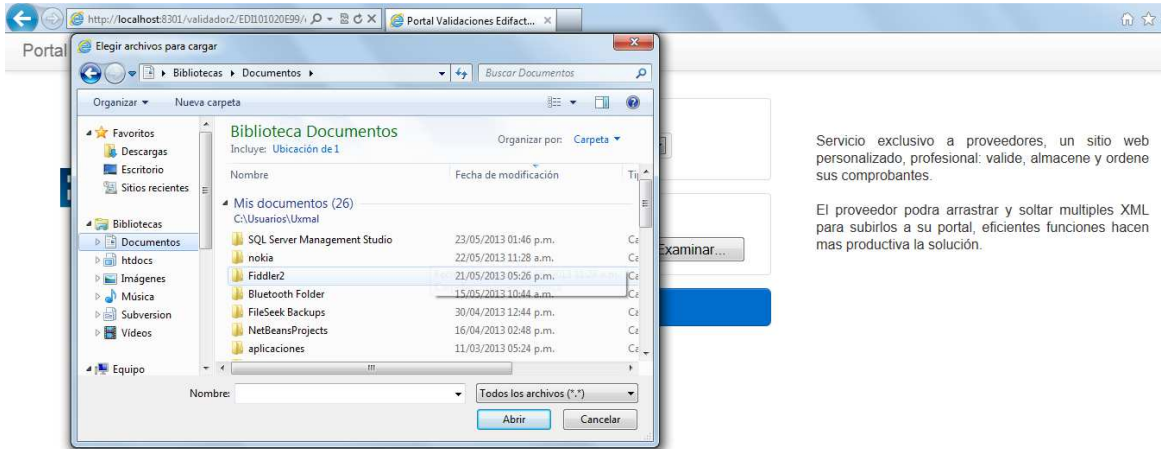 http://localhost:8301/validador2/EDI101020E99/
Portal Validaciones Edifact...
Portal
Elegir archivos para cargar
Bibliotecas Documentos
Buscar Documentos
Organizar
Nueva carpeta
Favoritos
Descargas
Escritorio
Sitios recientes
Bibliotecas
Documentos
htdocs
Imágenes
Música
Subversion
Vídeos
Equipo
Biblioteca Documentos
Incluye: Ubicación de 1
Organizar por: Carpeta
Nombre Fecha de modificación
Mis documentos (26)
C:\Usuarios\Uxmal
SQL Server Management Studio 23/05/2013 01:46 p.m.
nokia 22/05/2013 11:28 a.m.
Fiddler2 21/05/2013 05:26 p.m.
Bluetooth Folder 15/05/2013 10:44 a.m.
FileSeek Backups 30/04/2013 12:44 p.m.
NetBeansProjects 16/04/2013 02:48 p.m.
aplicaciones 11/03/2013 05:24 p.m.
Nombre:
Todos los archivos (*.*)
Abrir
Cancelar
Examinar...
Servicio exclusivo a proveedores, un sitio web
personalizado, profesional: valide, almacene y ordene
sus comprobantes.
El proveedor podra arrastrar y soltar multiples XML
para subirlos a su portal, eficientes funciones hacen
mas productiva la solución.